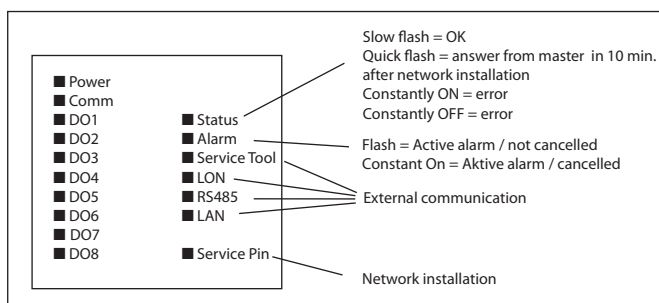 Power
Comm
DO1
DO2
DO3
DO4
DO5
DO6
DO7
DO8
Status
Alarm
Service Tool
LON
RS485
LAN
Service Pin
Slow flash = OK
Quick flash = answer from master in 10 min.
after network installation
Constantly ON = error
Constantly OFF = error
Flash = Active alarm / not cancelled
Constant On = Aktive alarm / cancelled
External communication
Network installation